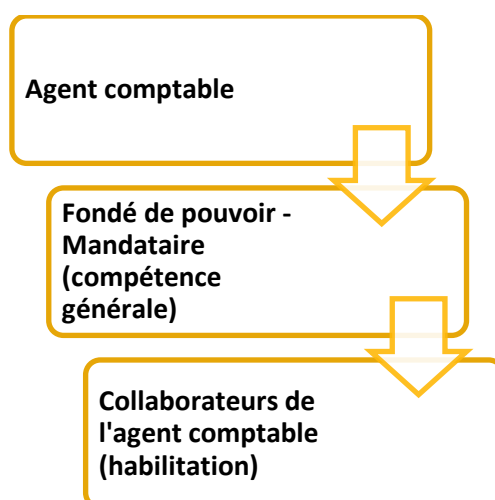 Agent comptable
Fondé de pouvoir -
Mandataire
(compétence
générale)
Collaborateurs de
l'agent comptable
(habilitation)